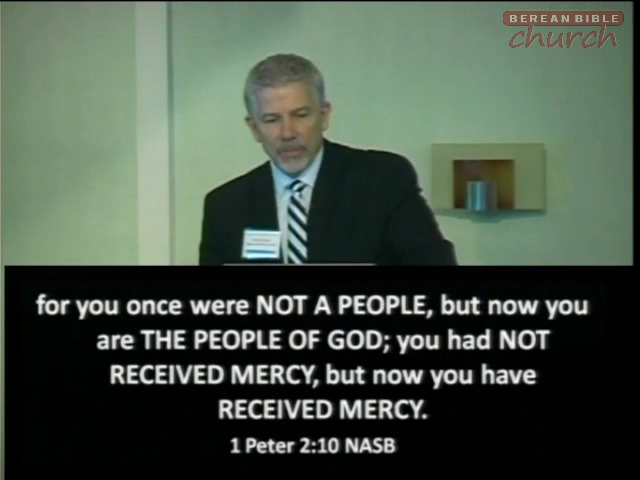 BEREAN BIBLE
church
for you once were NOT A PEOPLE, but now you
are THE PEOPLE OF GOD; you had NOT
RECEIVED MERCY, but now you have
RECEIVED MERCY.
1 Peter 2:10 NASB